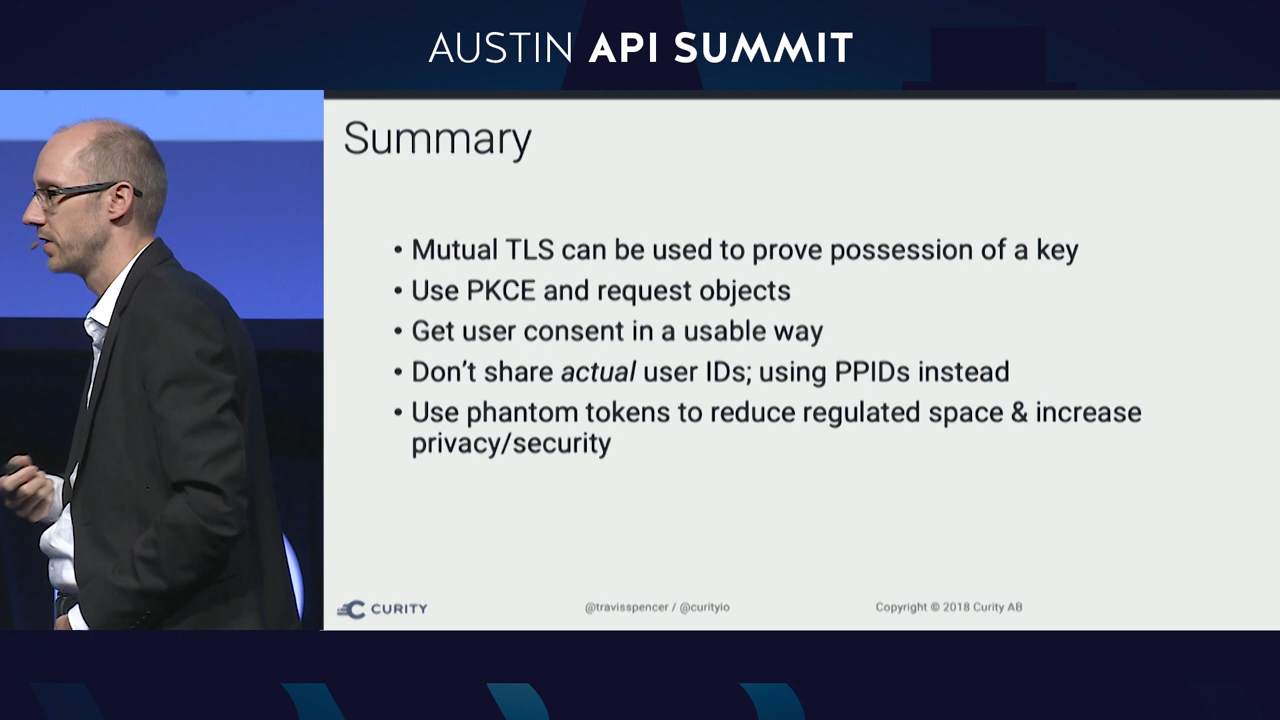 AUSTIN API SUMMIT
Summary
• Mutual TLS can be used to prove possession of a key
• Use PKCE and request objects
• Get user consent in a usable way
• Don't share actual user IDs; using PPIDs instead
• Use phantom tokens to reduce regulated space & increase
privacy/security
CURITY
@travisspencer / @curityio
Copyright © 2018 Curity AB